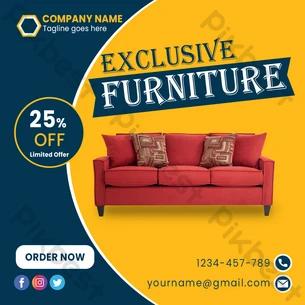 COMPANY NAME
Tagline goes here
EXCLUSIVE
FURNITURE
25%
OFF
Limited Offer
ORDER NOW
1234-457-789
yourname@gmail.com
Pikbest